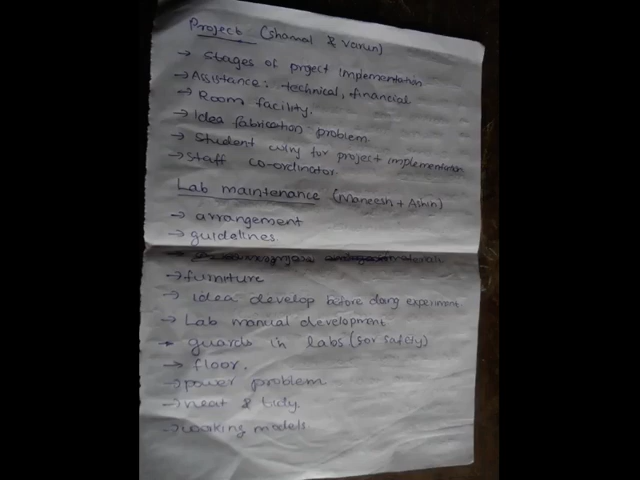 Project (shamal & varun)
→ Stages of project implementation
→ Assistance: technical, financial
→ Room facility.
→ Idea fabrication problem.
→ Student wing for project implementation
→ Staff co-ordinator.
Lab maintenance (Maneesh + Ashin)
→ arrangement
→ guidelines.
→ furniture
→ idea develop before doing experiment
→ Lab manual development
→ guards in labs (for safety)
→ floor.
→ power problem
→ neat & tidy.
→ working models.